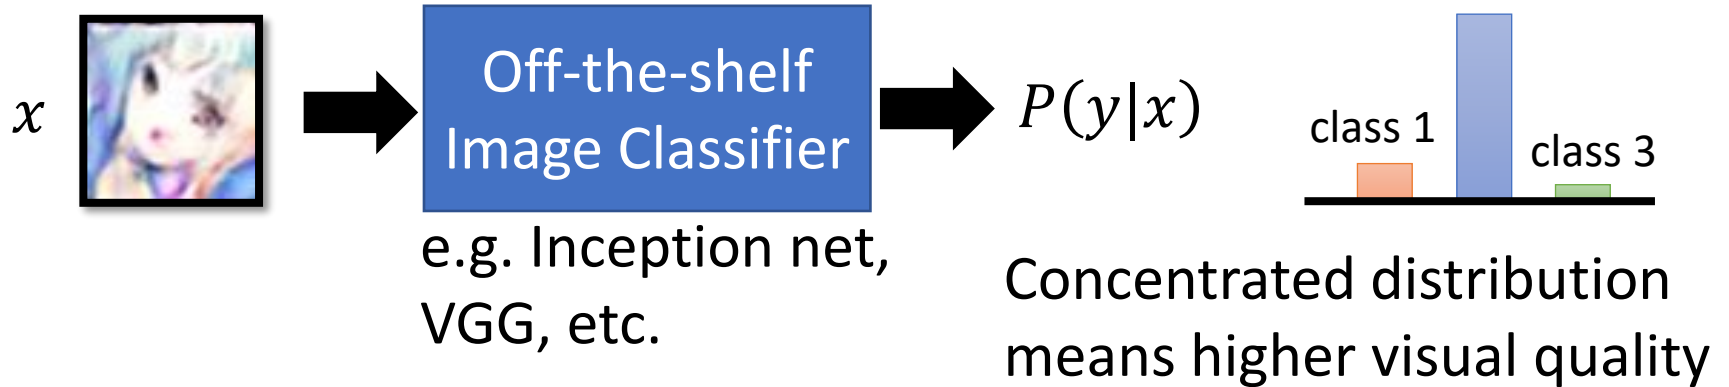 x
Off-the-shelf
Image Classifier
e.g. Inception net,
VGG, etc.
P(y|x)
class 1
class 3
Concentrated distribution
means higher visual quality